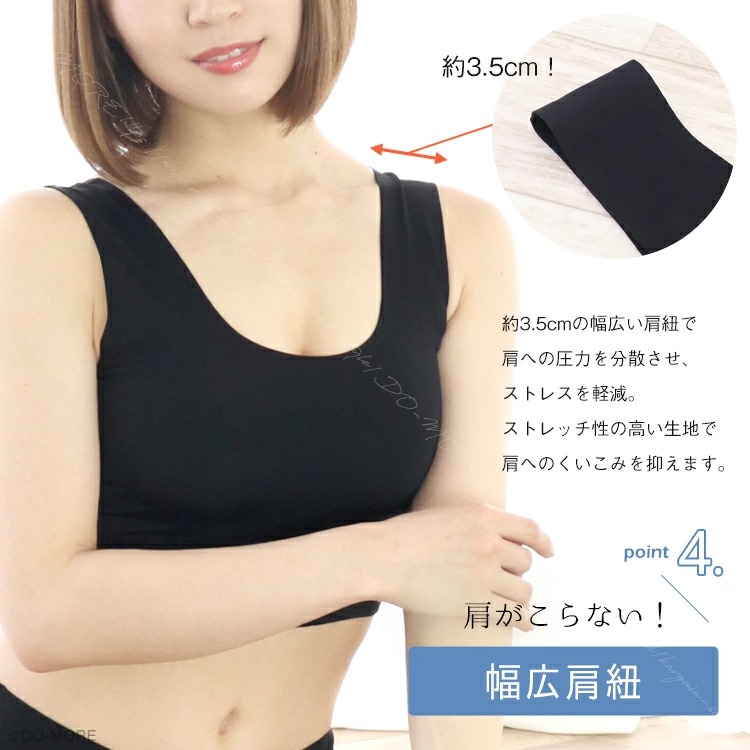 約3.5cm！
約3.5cmの幅広い肩紐で
肩への圧力を分散させ、
ストレスを軽減。
ストレッチ性の高い生地で
肩へのくいこみを抑えます。
point 4.
肩がこらない！
幅広肩紐
©DO-MORE